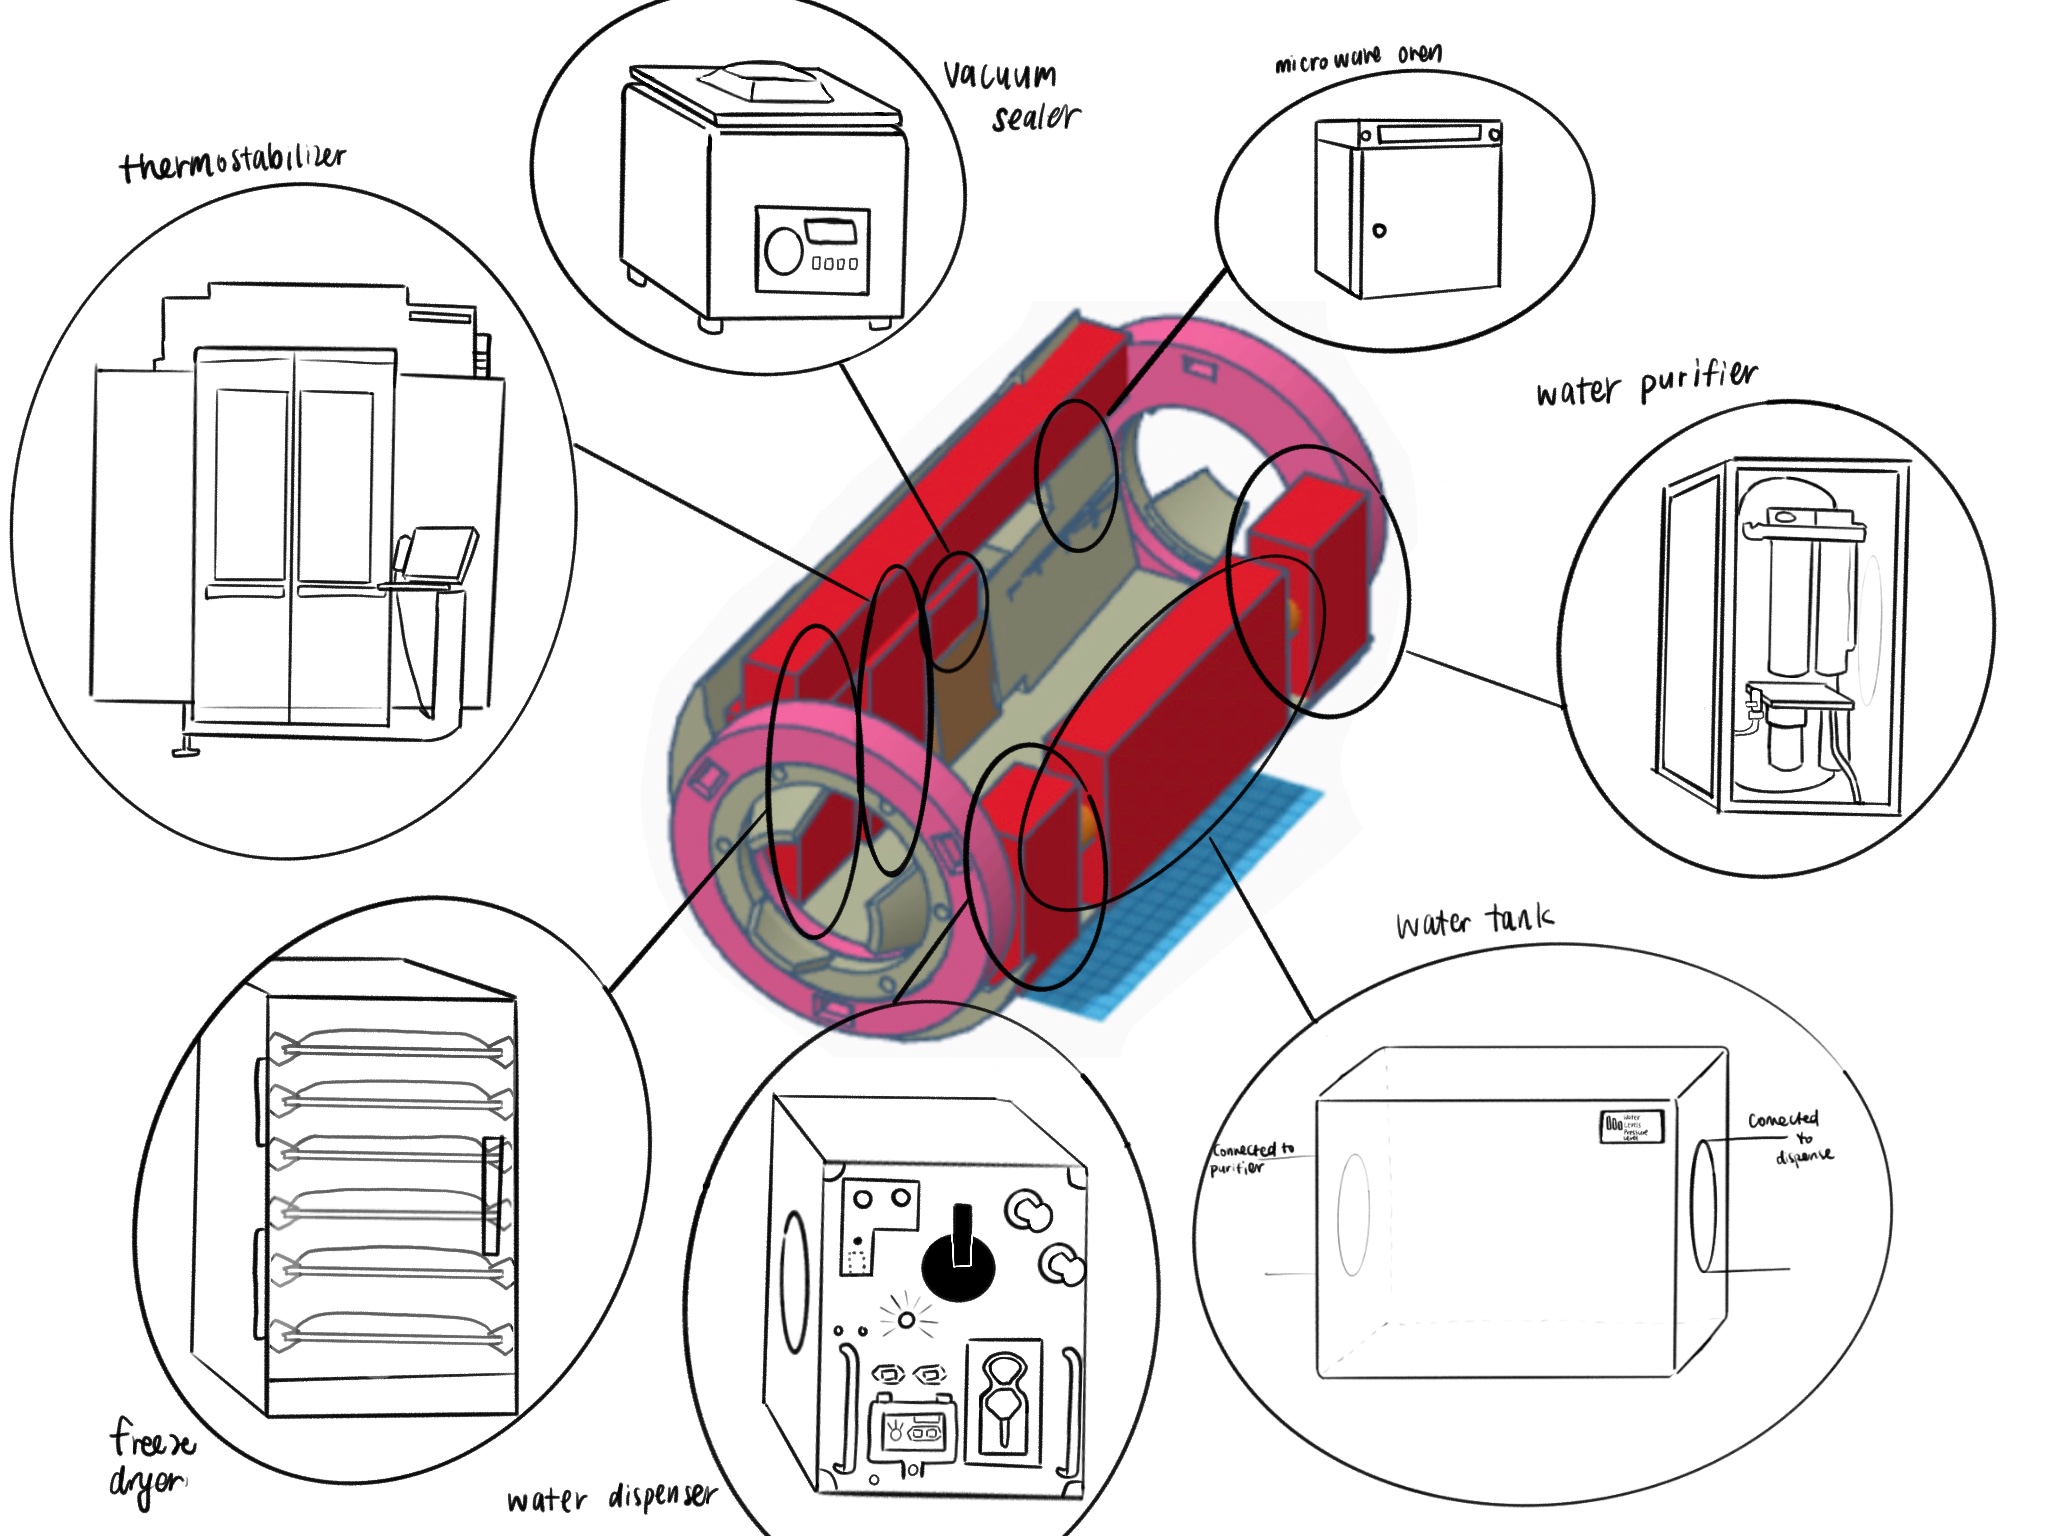 microwave oven
vacuum
sealer
thermostabilizer
water purifier
water tank
Water
Levels
Pressure
Level
Connected
to
dispense
Connected to
purifier
freeze
dryer
water dispenser